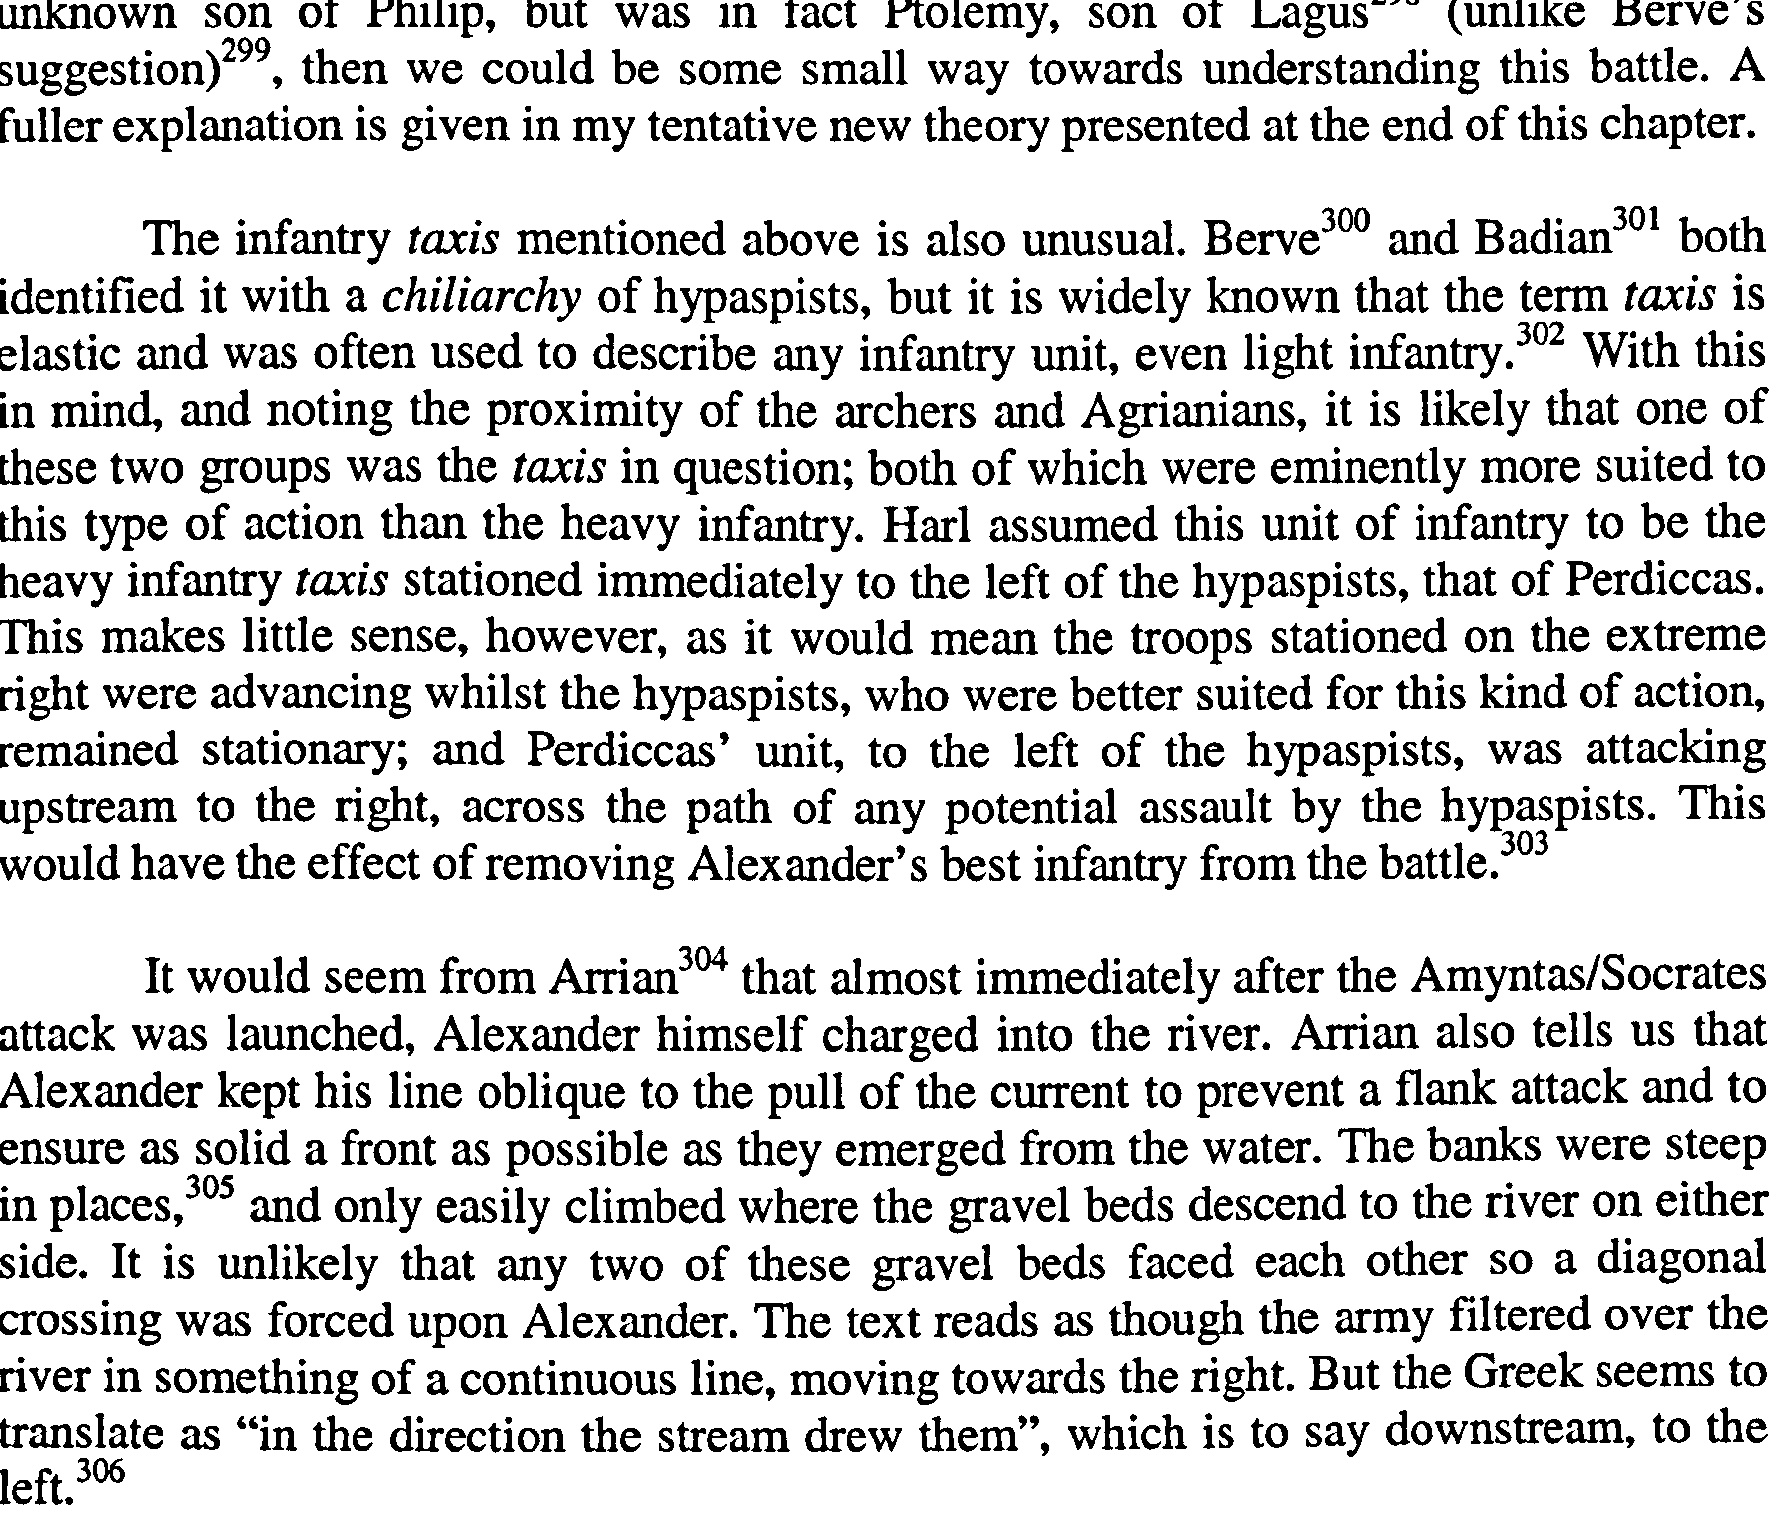 unknown son of Philip, but was in fact Ptolemy, son of Lagus²⁹⁸ (unlike Berve's
suggestion)²⁹⁹, then we could be some small way towards understanding this battle. A
fuller explanation is given in my tentative new theory presented at the end of this chapter.
The infantry taxis mentioned above is also unusual. Berve³⁰⁰ and Badian³⁰¹ both
identified it with a chiliarchy of hypaspists, but it is widely known that the term taxis is
elastic and was often used to describe any infantry unit, even light infantry.³⁰² With this
in mind, and noting the proximity of the archers and Agrianians, it is likely that one of
these two groups was the taxis in question; both of which were eminently more suited to
this type of action than the heavy infantry. Harl assumed this unit of infantry to be the
heavy infantry taxis stationed immediately to the left of the hypaspists, that of Perdiccas.
This makes little sense, however, as it would mean the troops stationed on the extreme
right were advancing whilst the hypaspists, who were better suited for this kind of action,
remained stationary; and Perdiccas' unit, to the left of the hypaspists, was attacking
upstream to the right, across the path of any potential assault by the hypaspists. This
would have the effect of removing Alexander's best infantry from the battle.³⁰³
It would seem from Arrian³⁰⁴ that almost immediately after the Amyntas/Socrates
attack was launched, Alexander himself charged into the river. Arrian also tells us that
Alexander kept his line oblique to the pull of the current to prevent a flank attack and to
ensure as solid a front as possible as they emerged from the water. The banks were steep
in places,³⁰⁵ and only easily climbed where the gravel beds descend to the river on either
side. It is unlikely that any two of these gravel beds faced each other so a diagonal
crossing was forced upon Alexander. The text reads as though the army filtered over the
river in something of a continuous line, moving towards the right. But the Greek seems to
translate as “in the direction the stream drew them”, which is to say downstream, to the
left.³⁰⁶